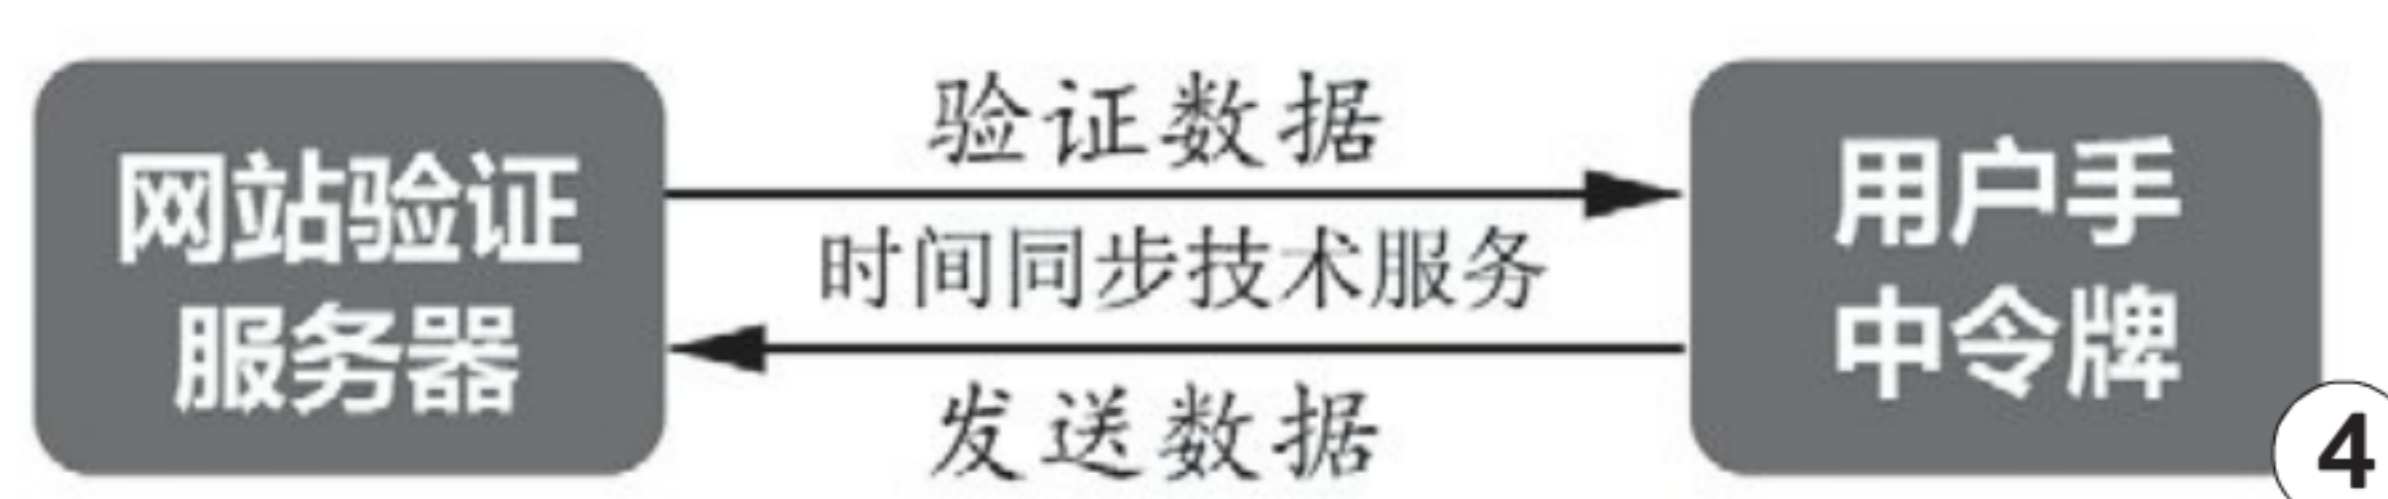 网站验证
服务器
验证数据
时间同步技术服务
发送数据
用户手
中令牌
4